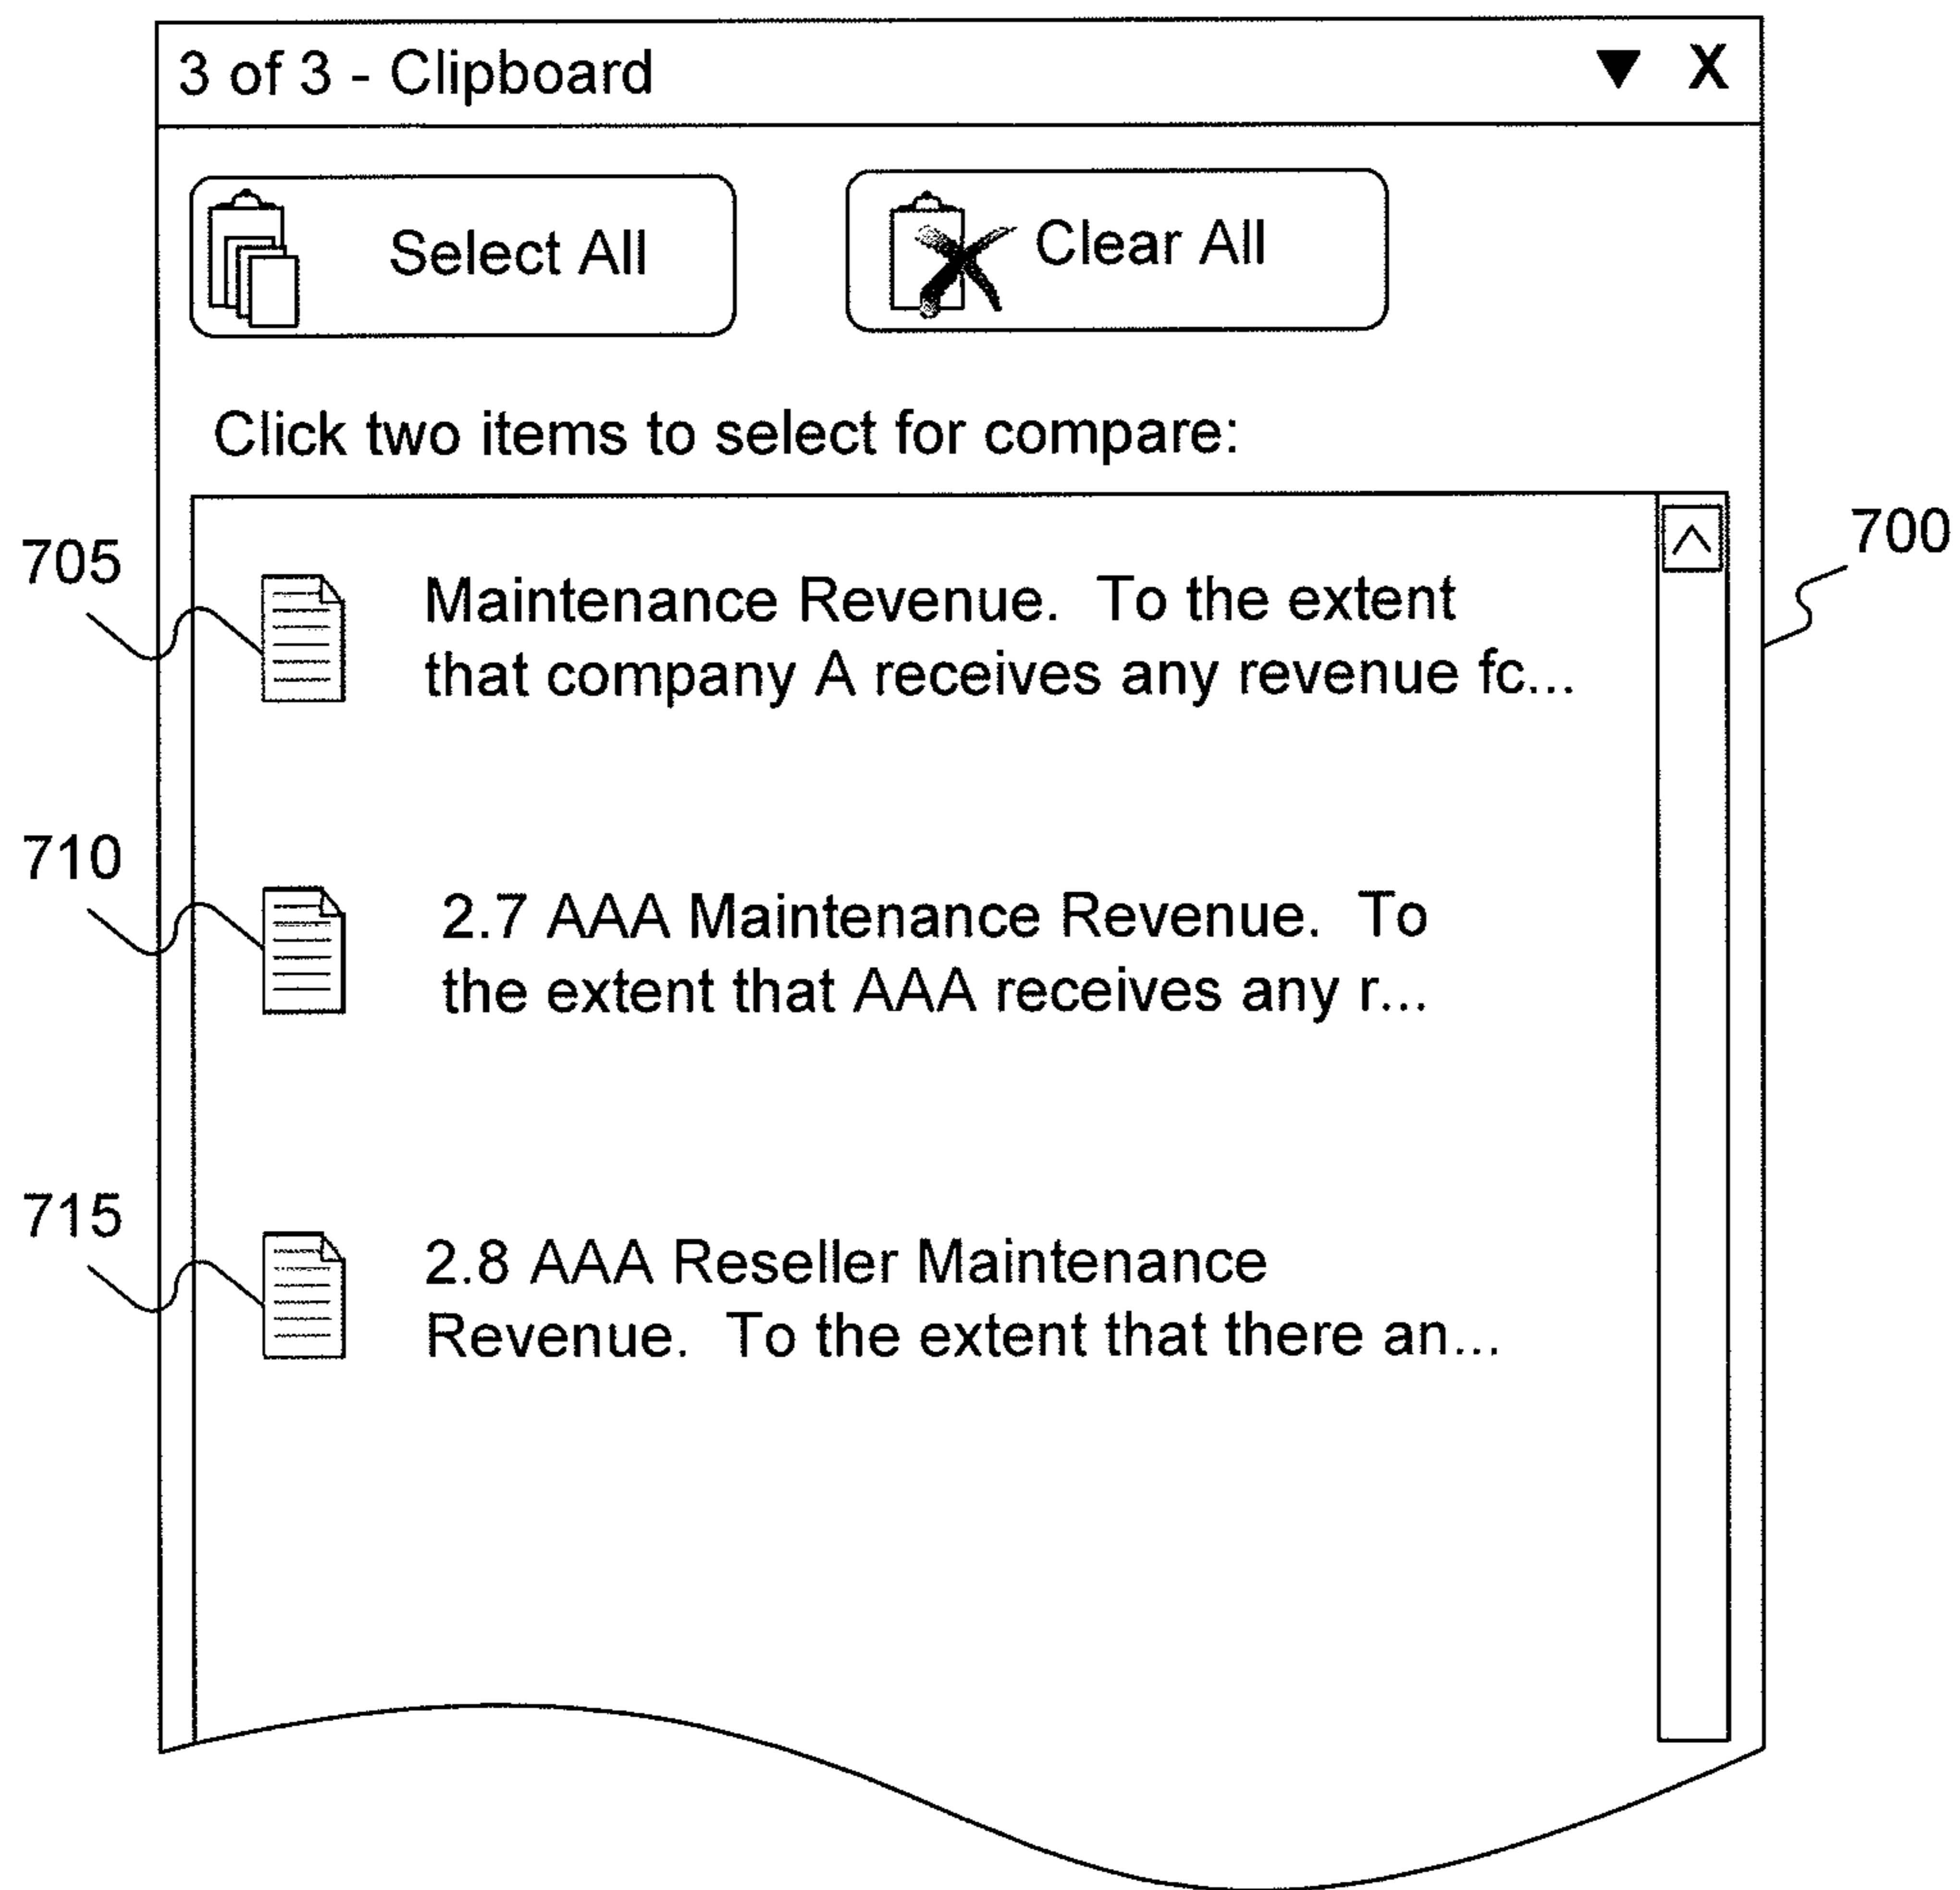 3 of 3 - Clipboard ▼ X
Select All
Clear All
Click two items to select for compare:
700
705
Maintenance Revenue.  To the extent
that company A receives any revenue fc...
710
2.7 AAA Maintenance Revenue.  To
the extent that AAA receives any r...
715
2.8 AAA Reseller Maintenance
Revenue.  To the extent that there an...